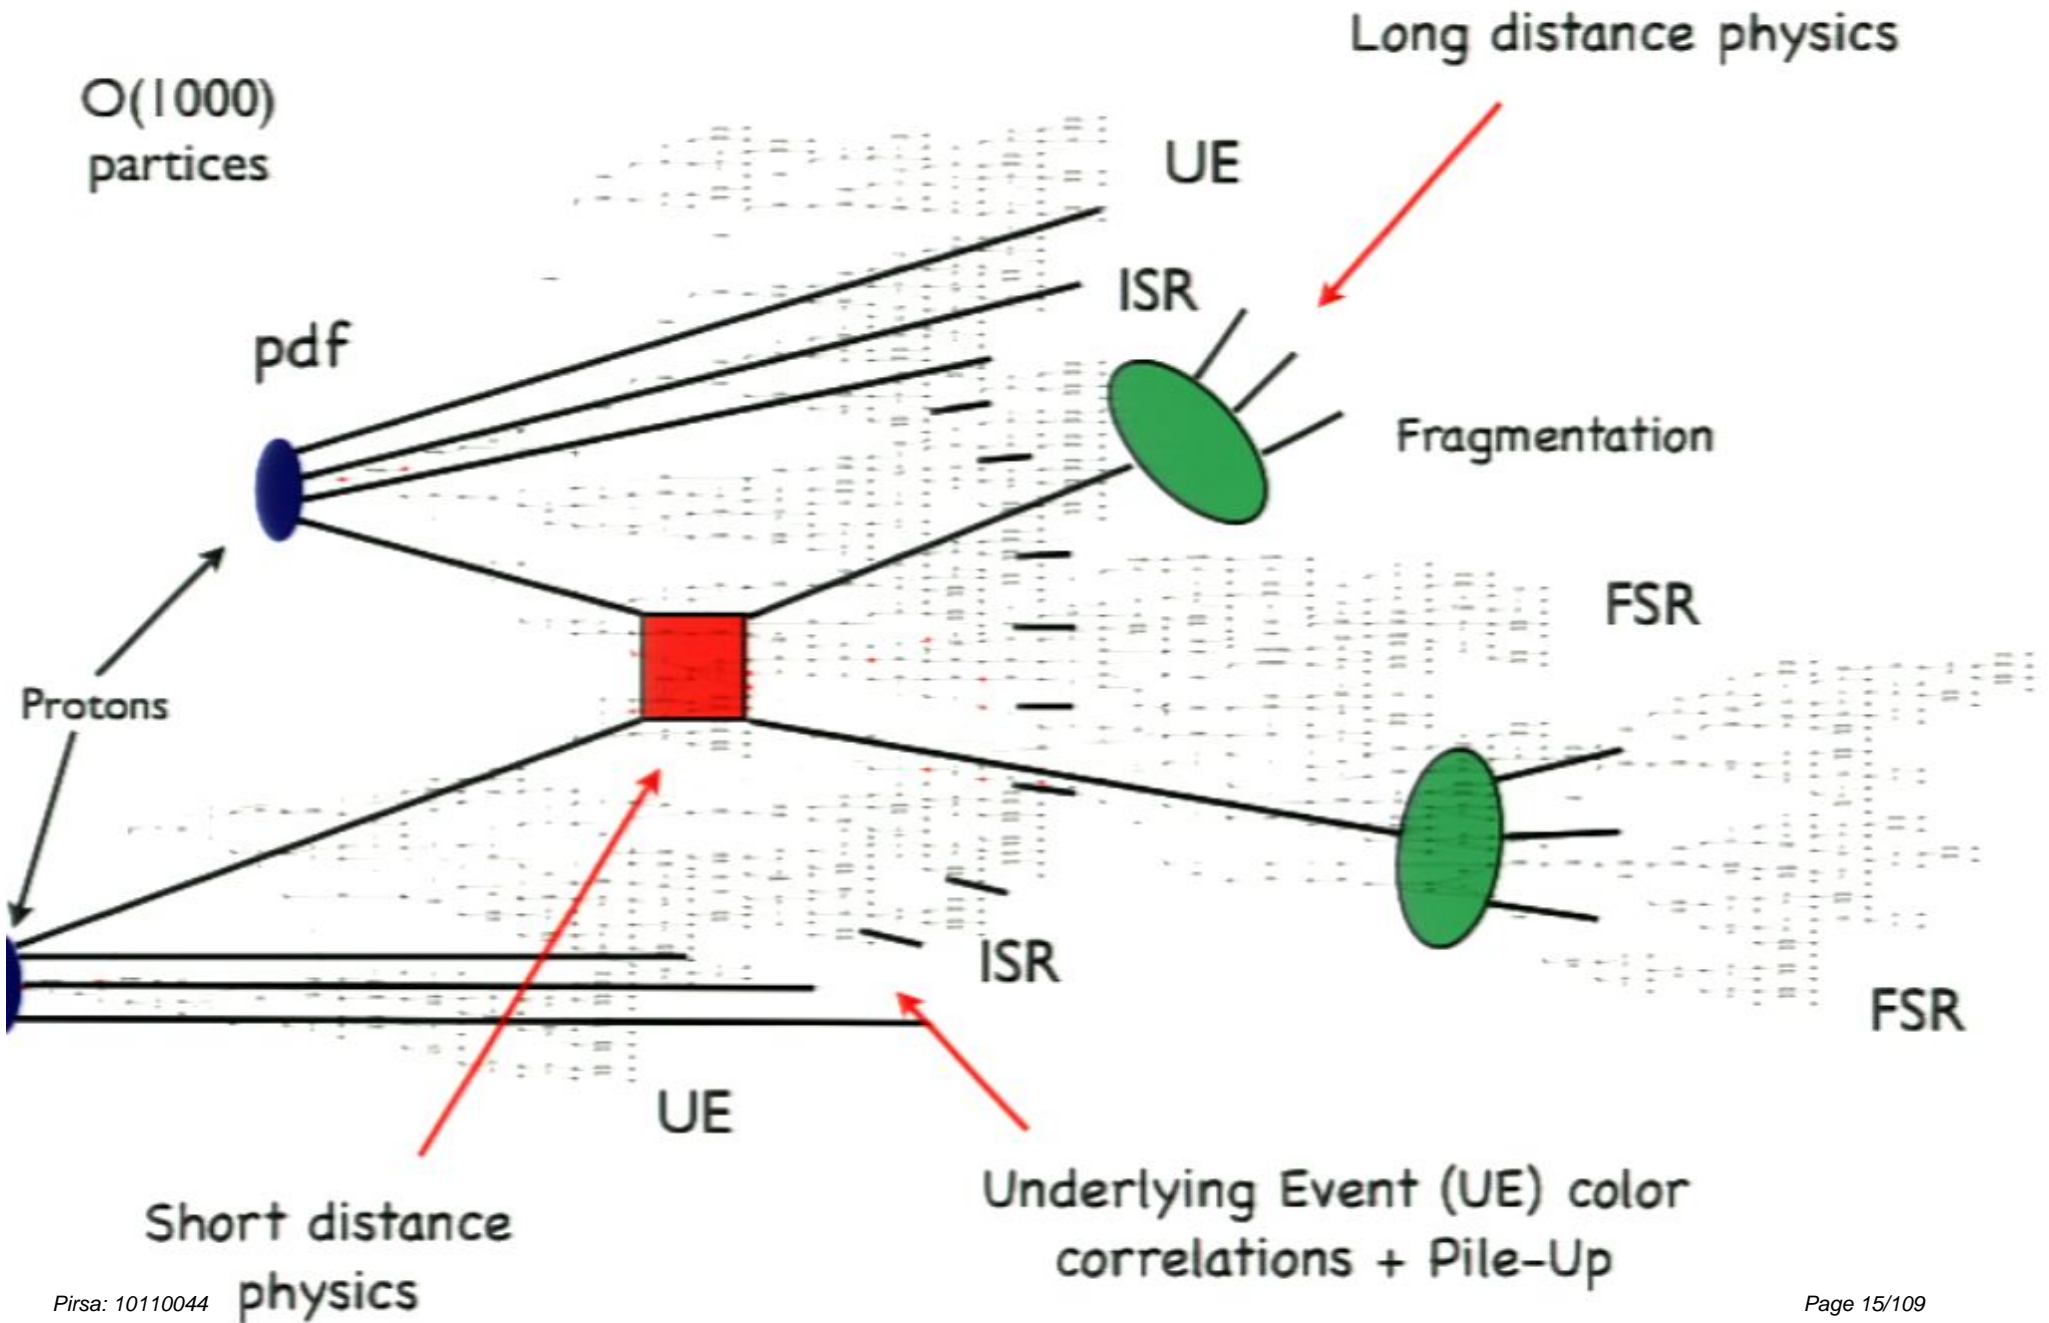 Long distance physics
O(1000)
partices
UE
ISR
pdf
Fragmentation
FSR
Protons
ISR
FSR
UE
Underlying Event (UE) color
correlations + Pile-Up
Short distance
physics
Pirsa: 10110044
Page 15/109